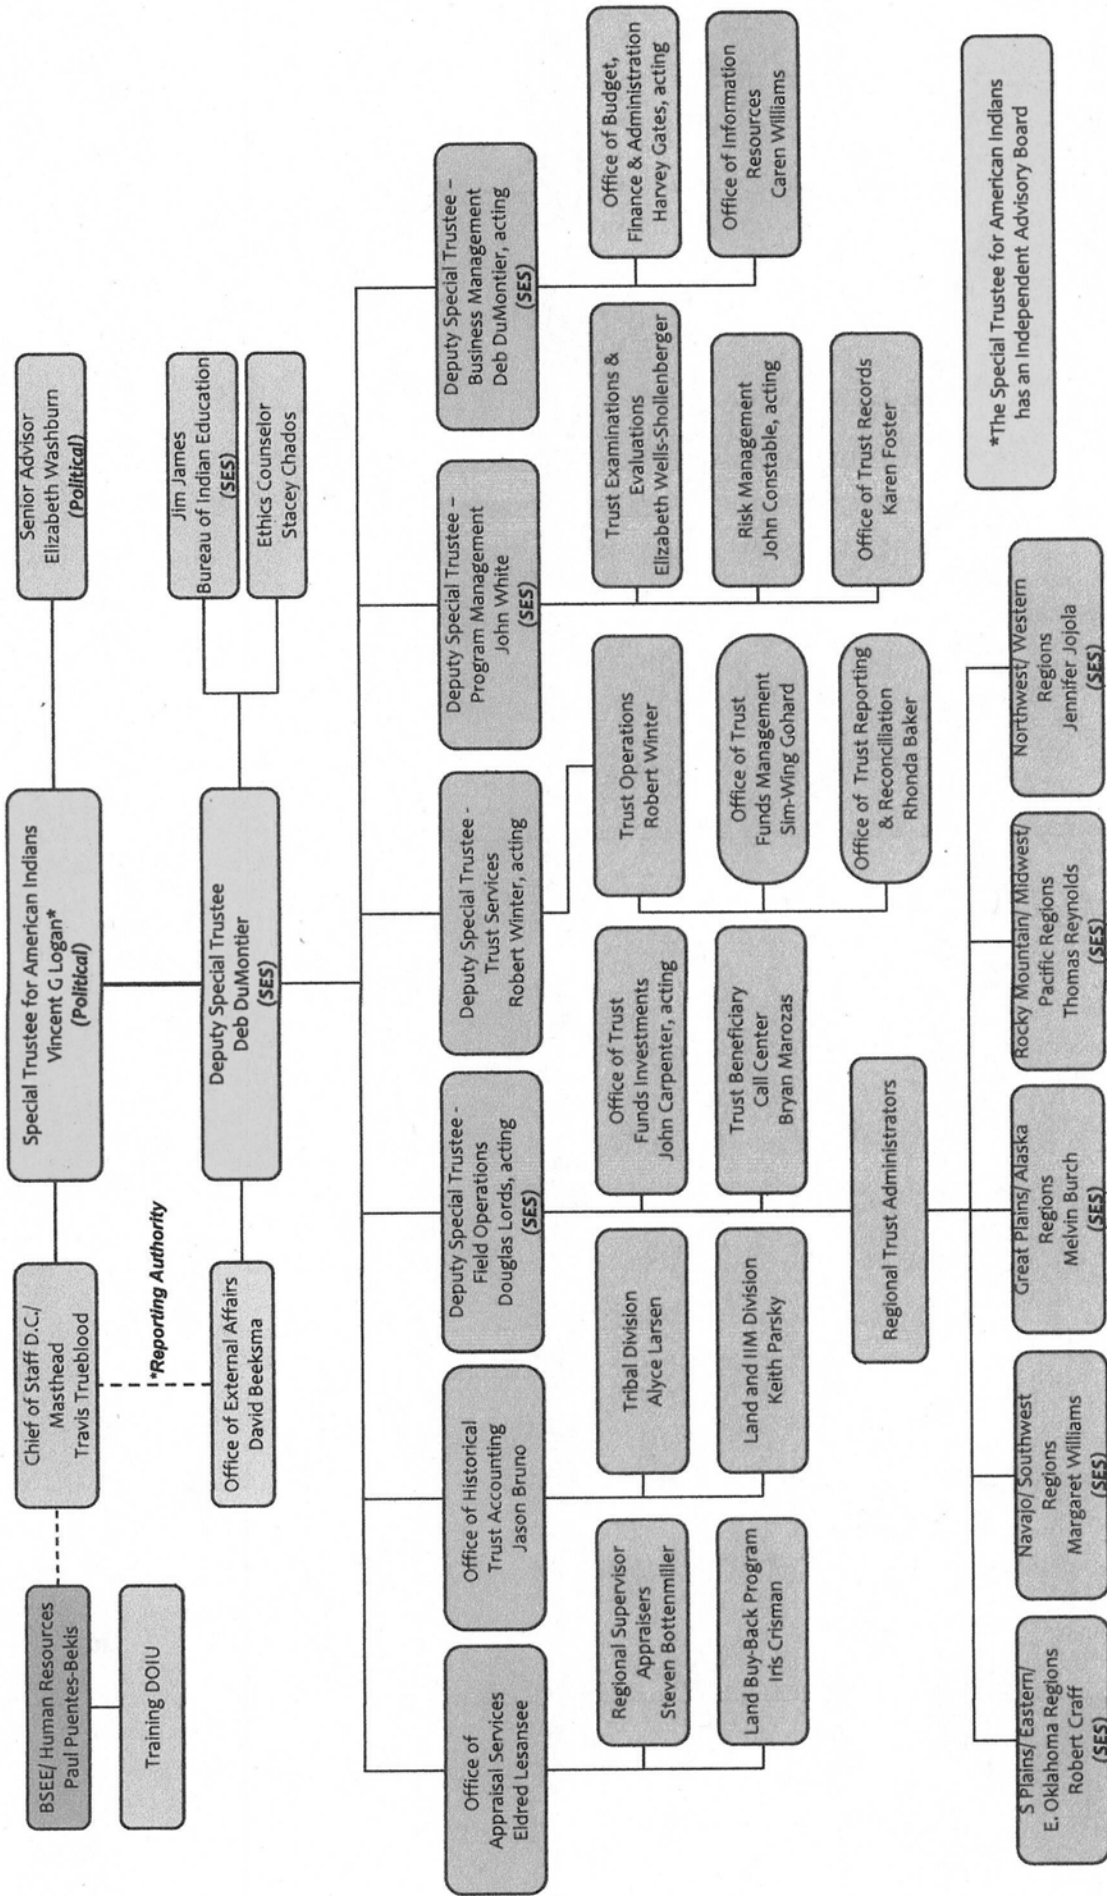 BSEE/ Human Resources
Paul Puentes-Bekis
Training DOIU
Chief of Staff D.C./
Masthead
Travis Trueblood
Special Trustee for American Indians
Vincent G Logan*
(Political)
Senior Advisor
Elizabeth Washburn
(Political)
*Reporting Authority
Office of External Affairs
David Beeksma
Deputy Special Trustee
Deb DuMontier
(SES)
Jim James
Bureau of Indian Education
(SES)
Ethics Counselor
Stacey Chados
Office of
Appraisal Services
Eldred Lesansee
Office of Historical
Trust Accounting
Jason Bruno
Deputy Special Trustee -
Field Operations
Douglas Lords, acting
(SES)
Deputy Special Trustee -
Trust Services
Robert Winter, acting
Deputy Special Trustee –
Program Management
John White
(SES)
Deputy Special Trustee –
Business Management
Deb DuMontier, acting
(SES)
Regional Supervisor
Appraisers
Steven Bottenmiller
Land Buy-Back Program
Iris Crisman
Tribal Division
Alyce Larsen
Land and IIM Division
Keith Parsky
Office of Trust
Funds Investments
John Carpenter, acting
Trust Beneficiary
Call Center
Bryan Marozas
Trust Operations
Robert Winter
Office of Trust
Funds Management
Sim-Wing Gohard
Office of Trust Reporting
& Reconciliation
Rhonda Baker
Trust Examinations &
Evaluations
Elizabeth Wells-Shollenberger
Risk Management
John Constable, acting
Office of Trust Records
Karen Foster
Office of Budget,
Finance & Administration
Harvey Gates, acting
Office of Information
Resources
Caren Williams
Regional Trust Administrators
S Plains/ Eastern/
E. Oklahoma Regions
Robert Craff
(SES)
Navajo/ Southwest
Regions
Margaret Williams
(SES)
Great Plains/ Alaska
Regions
Melvin Burch
(SES)
Rocky Mountain/ Midwest/
Pacific Regions
Thomas Reynolds
(SES)
Northwest/ Western
Regions
Jennifer Jojola
(SES)
*The Special Trustee for American Indians
has an Independent Advisory Board